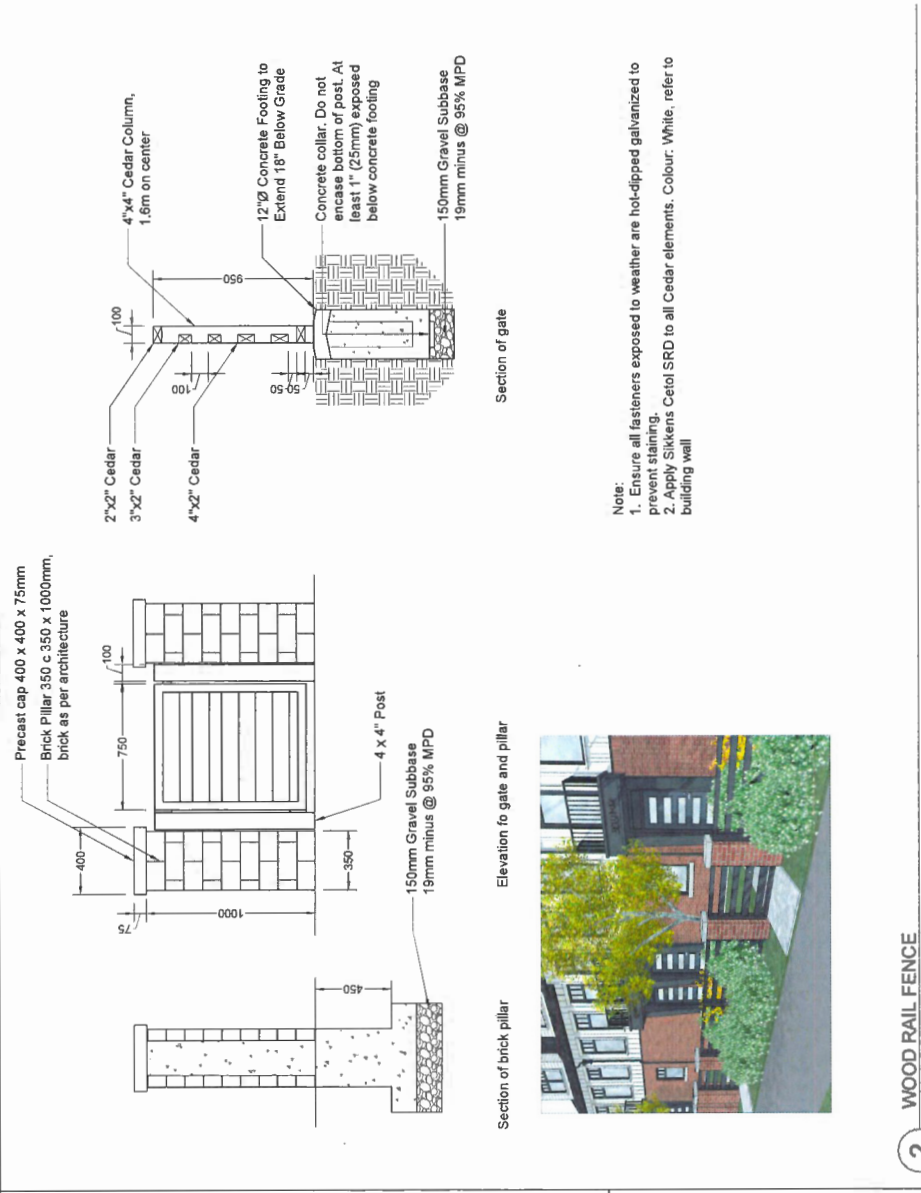 Precast cap 400 x 400 x 75mm
Brick Pillar 350 c 350 x 1000mm,
brick as per architecture
400
75
1000
750
100
350
4 x 4" Post
150mm Gravel Subbase
19mm minus @ 95% MPD
450
Section of brick pillar
Elevation fo gate and pillar
2"x2" Cedar
3"x2" Cedar
4"x2" Cedar
100
100
50-50
950
4"x4" Cedar Column,
1.6m on center
12"Ø Concrete Footing to
Extend 18" Below Grade
Concrete collar. Do not
encase bottom of post. At
least 1" (25mm) exposed
below concrete footing
150mm Gravel Subbase
19mm minus @ 95% MPD
Section of gate
Note:
1. Ensure all fasteners exposed to weather are hot-dipped galvanized to
prevent staining.
2. Apply Sikkens Cetol SRD to all Cedar elements. Colour: White, refer to
building wall
2 WOOD RAIL FENCE